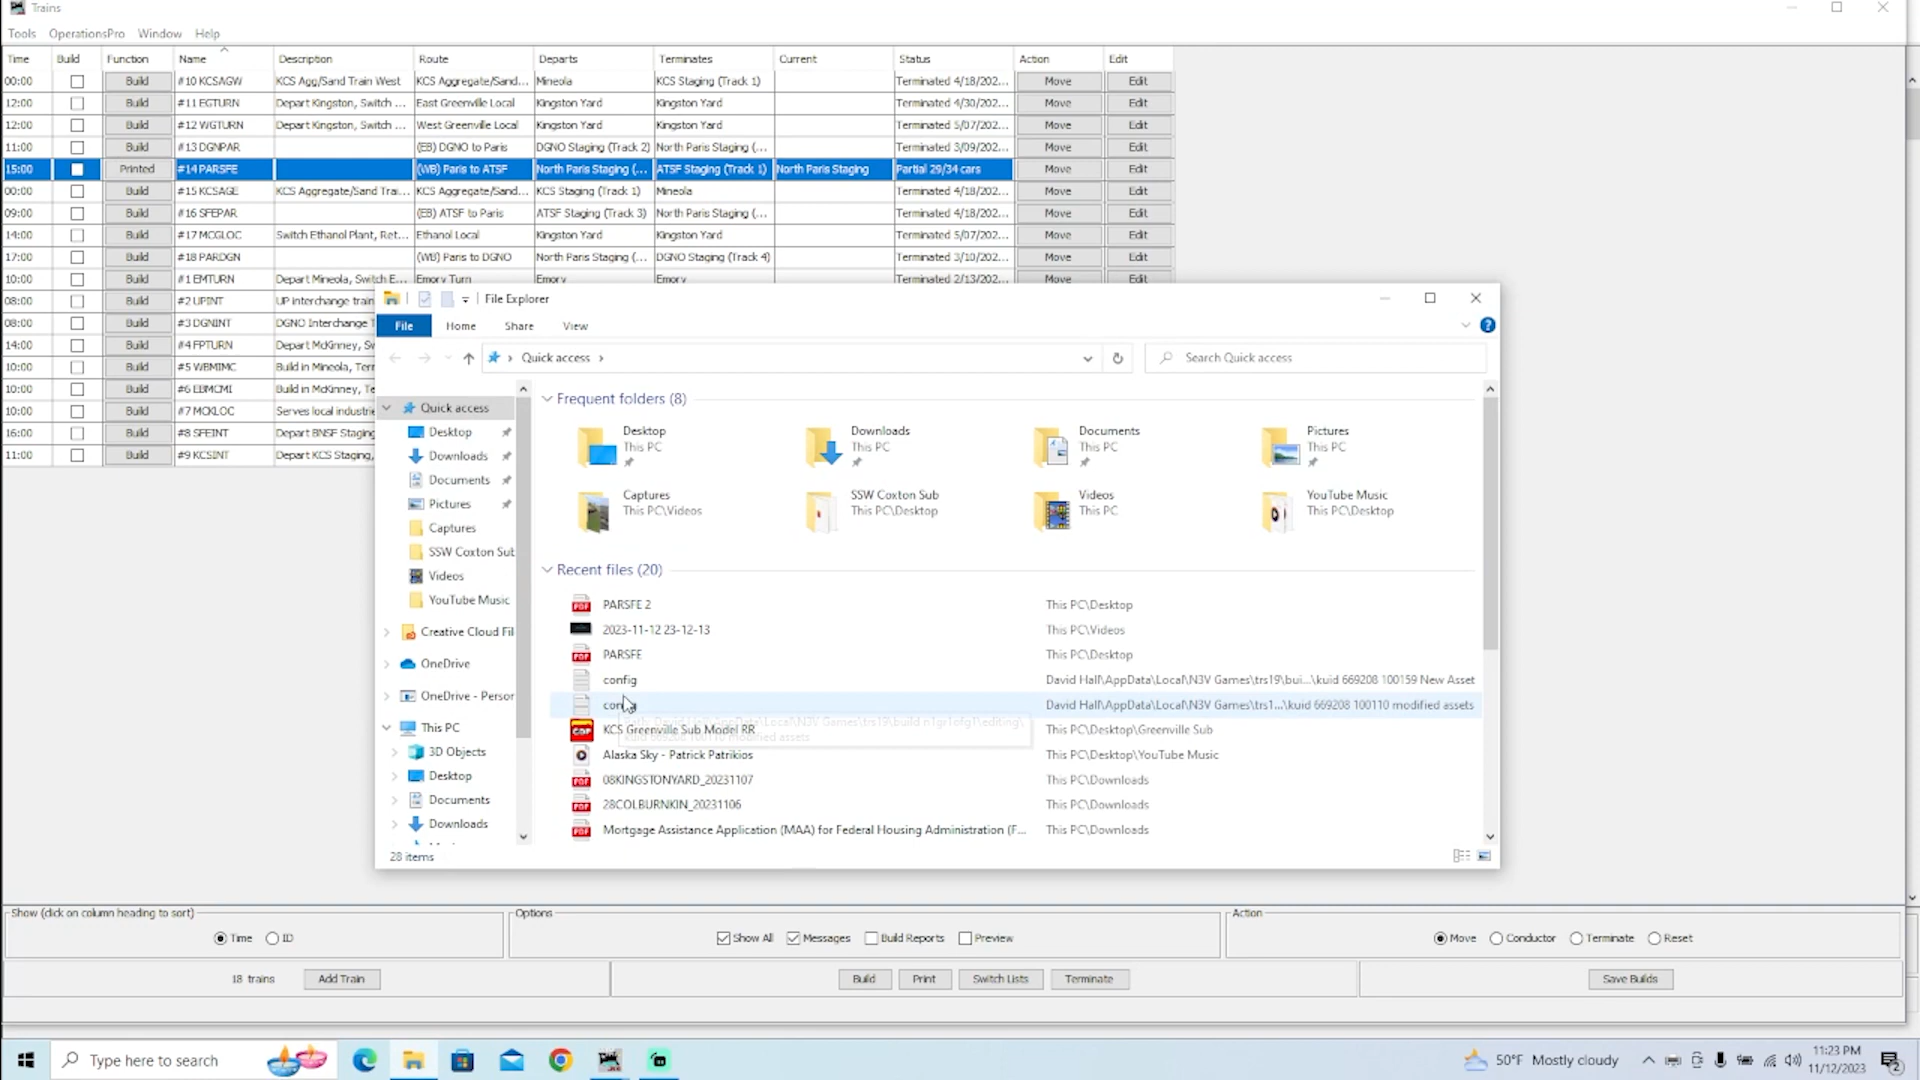 Trains
Tools OperationsPro Window Help
Time Build Function Name Description Route Departs Terminates Current Status Action Edit
00:00 Build #10 KCSAGW KCS Agg/Sand Train West KCS Aggregate/Sand... Mineola KCS Staging (Track 1) Terminated 4/18/202... Move Edit
12:00 Build #11 EGTURN Depart Kingston, Switch ... East Greenville Local Kingston Yard Kingston Yard Terminated 4/30/202... Move Edit
12:00 Build #12 WGTURN Depart Kingston, Switch ... West Greenville Local Kingston Yard Kingston Yard Terminated 5/07/202... Move Edit
11:00 Build #13 DGNPAR (EB) DGNO to Paris DGNO Staging (Track 2) North Paris Staging (... Terminated 3/09/202... Move Edit
15:00 Printed #14 PARSFE (WB) Paris to ATSF North Paris Staging (... ATSF Staging (Track 1) North Paris Staging Partial 29/34 cars Move Edit
00:00 Build #15 KCSAGE KCS Aggregate/Sand Trai... KCS Aggregate/Sand... KCS Staging (Track 1) Mineola Terminated 4/18/202... Move Edit
09:00 Build #16 SFEPAR (EB) ATSF to Paris ATSF Staging (Track 3) North Paris Staging (... Terminated 4/18/202... Move Edit
14:00 Build #17 MCGLOC Switch Ethanol Plant, Ret... Ethanol Local Kingston Yard Kingston Yard Terminated 5/07/202... Move Edit
17:00 Build #18 PARDGN (WB) Paris to DGNO North Paris Staging (... DGNO Staging (Track 4) Terminated 3/10/202... Move Edit
10:00 Build #1 EMTURN Depart Mineola, Switch E... Emory Turn Emory Emory Terminated 2/13/202... Move Edit
08:00 Build #2 UPINT UP interchange train
08:00 Build #3 DGNINT DGNO Interchange T
14:00 Build #4 FPTURN Depart McKinney, Sw
10:00 Build #5 WBMIMC Build in Mineola, Terr
10:00 Build #6 EBMCMI Build in McKinney, Te
10:00 Build #7 MCKLOC Serves local industrie
16:00 Build #8 SFEINT Depart BNSF Staging
11:00 Build #9 KCSINT Depart KCS Staging,
File Explorer
File Home Share View
Quick access
Search Quick access
Quick access
Desktop
Downloads
Documents
Pictures
Captures
SSW Coxton Sub
Videos
YouTube Music
Creative Cloud Fil
OneDrive
OneDrive - Person
This PC
3D Objects
Desktop
Documents
Downloads
Frequent folders (8)
Desktop
This PC
Downloads
This PC
Documents
This PC
Pictures
This PC
Captures
This PC\Videos
SSW Coxton Sub
This PC\Desktop
Videos
This PC
YouTube Music
This PC\Desktop
Recent files (20)
PARSFE 2 This PC\Desktop
2023-11-12 23-12-13 This PC\Videos
PARSFE This PC\Desktop
config David Hall\AppData\Local\N3V Games\trs19\bui...\kuid 669208 100159 New Asset
config David Hall\AppData\Local\N3V Games\trs1...\kuid 669208 100110 modified assets
KCS Greenville Sub Model RR This PC\Desktop\Greenville Sub
Alaska Sky - Patrick Patrikios This PC\Desktop\YouTube Music
08KINGSTONYARD_20231107 This PC\Downloads
28COLBURNKIN_20231106 This PC\Downloads
Mortgage Assistance Application (MAA) for Federal Housing Administration (F... This PC\Downloads
28 items
Show (click on column heading to sort)
Time ID
Options
Show All Messages Build Reports Preview
Action
Move Conductor Terminate Reset
18 trains Add Train
Build Print Switch Lists Terminate
Save Builds
Type here to search
50°F Mostly cloudy
11:23 PM
11/12/2023
2